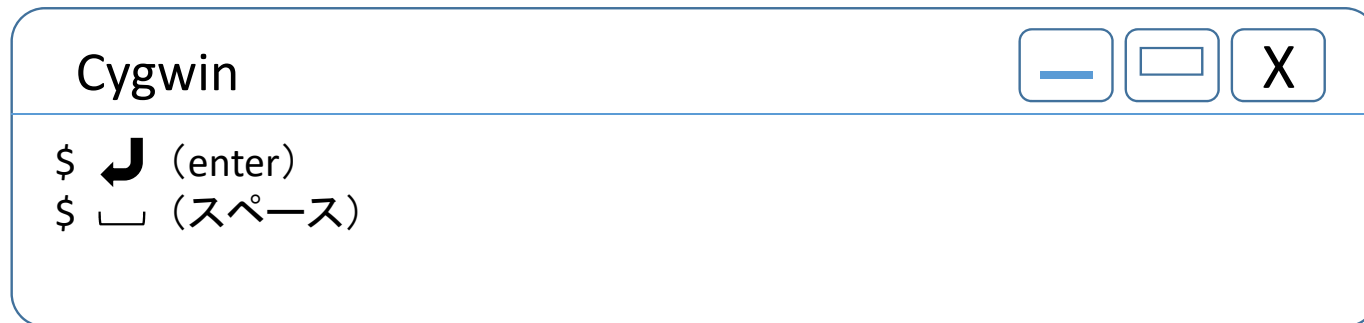 Cygwin X
$ ↵ （enter）
$ ⎵ （スペース）